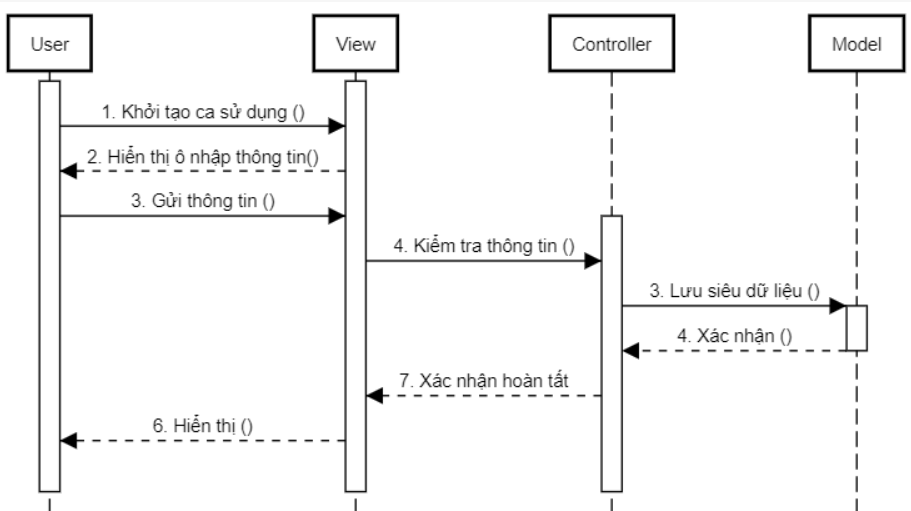 User
View
Controller
Model
1. Khởi tạo ca sử dụng ()
2. Hiển thị ô nhập thông tin()
3. Gửi thông tin ()
4. Kiểm tra thông tin ()
3. Lưu siêu dữ liệu ()
4. Xác nhận ()
7. Xác nhận hoàn tất
6. Hiển thị ()